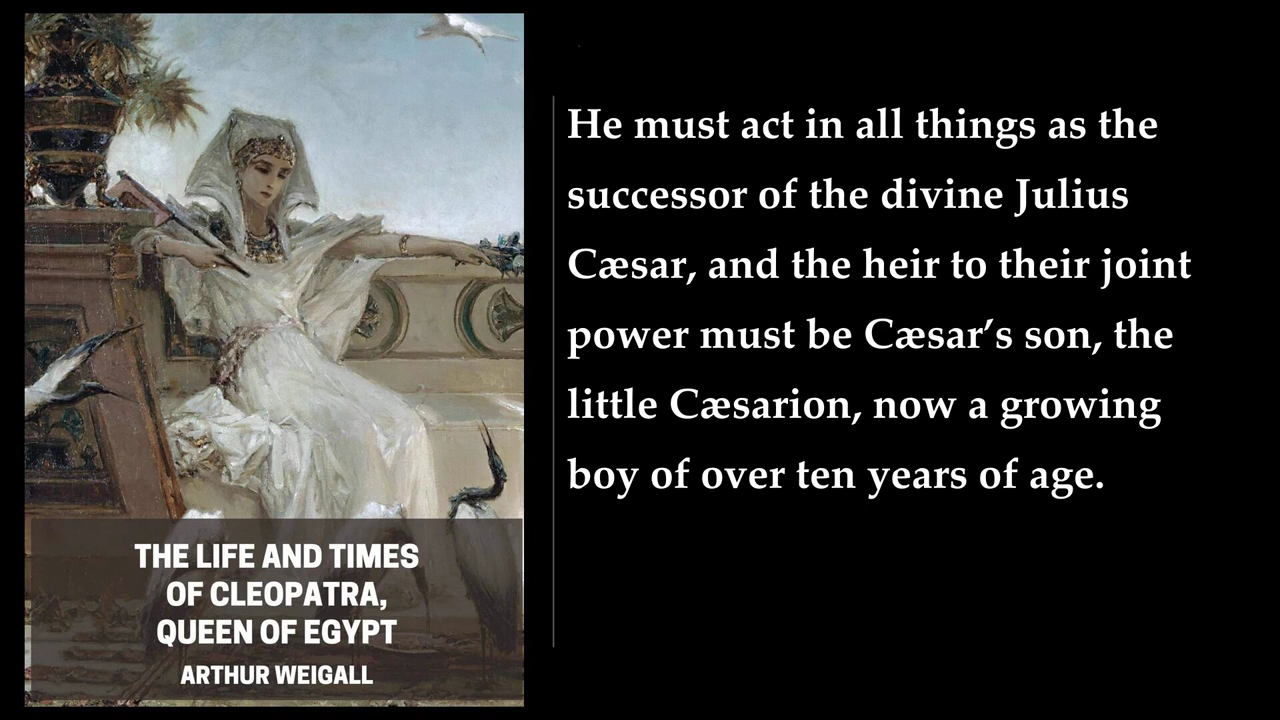 THE LIFE AND TIMES
OF CLEOPATRA,
QUEEN OF EGYPT
ARTHUR WEIGALL
He must act in all things as the
successor of the divine Julius
Cæsar, and the heir to their joint
power must be Cæsar’s son, the
little Cæsarion, now a growing
boy of over ten years of age.